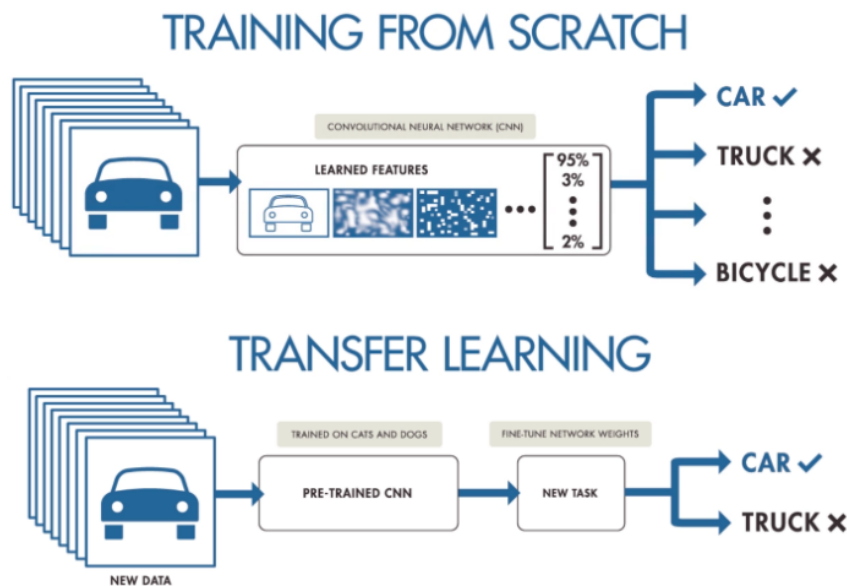 TRAINING FROM SCRATCH
CONVOLUTIONAL NEURAL NETWORK (CNN)
LEARNED FEATURES
95%
3%
2%
CAR ✓
TRUCK ✕
BICYCLE ✕
TRANSFER LEARNING
TRAINED ON CATS AND DOGS
FINE-TUNE NETWORK WEIGHTS
PRE-TRAINED CNN
NEW TASK
CAR ✓
TRUCK ✕
NEW DATA